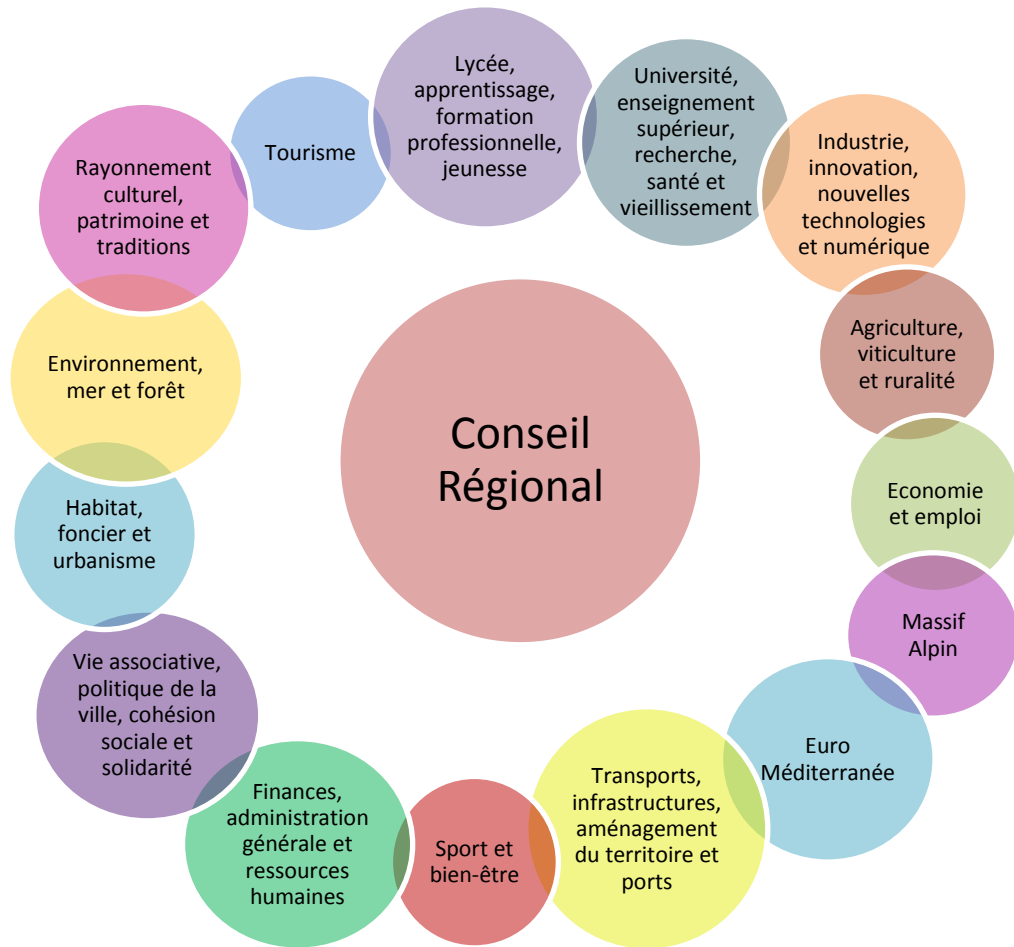 Lycée,
apprentissage,
formation
professionnelle,
jeunesse
Université,
enseignement
supérieur,
recherche,
santé et
vieillissement
Industrie,
innovation,
nouvelles
technologies
et numérique
Agriculture,
viticulture
et ruralité
Economie
et emploi
Massif
Alpin
Euro
Méditerranée
Transports,
infrastructures,
aménagement
du territoire et
ports
Sport et
bien-être
Finances,
administration
générale et
ressources
humaines
Vie associative,
politique de la
ville, cohésion
sociale et
solidarité
Habitat,
foncier et
urbanisme
Environnement,
mer et forêt
Rayonnement
culturel,
patrimoine et
traditions
Tourisme
Conseil
Régional